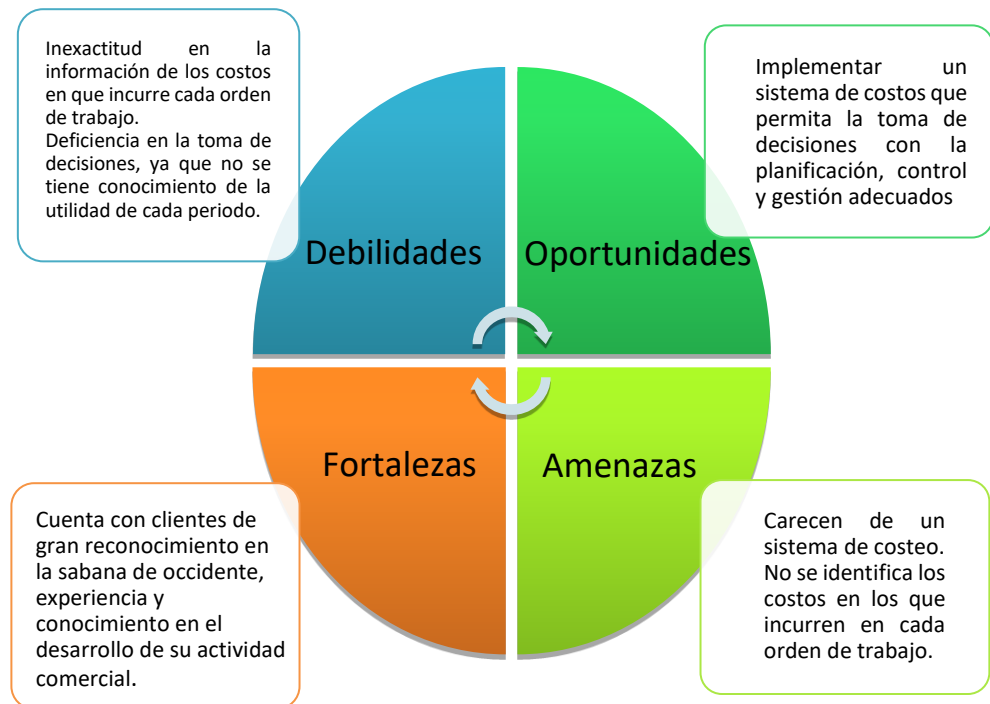 Inexactitud en la
información de los costos
en que incurre cada orden
de trabajo.
Deficiencia en la toma de
decisiones, ya que no se
tiene conocimiento de la
utilidad de cada periodo.
Implementar un
sistema de costos que
permita la toma de
decisiones con la
planificación, control
y gestión adecuados
Debilidades
Oportunidades
Fortalezas
Amenazas
Cuenta con clientes de
gran reconocimiento en
la sabana de occidente,
experiencia y
conocimiento en el
desarrollo de su actividad
comercial.
Carecen de un
sistema de costeo.
No se identifica los
costos en los que
incurren en cada
orden de trabajo.